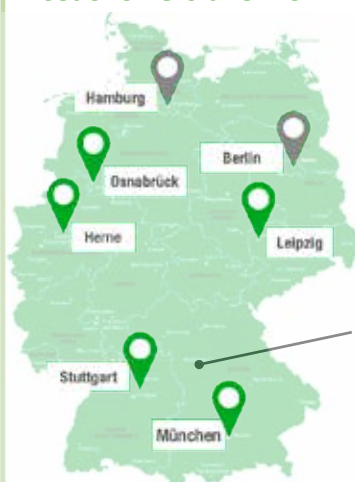 Hamburg
Berlin
Osnabrück
Herne
Leipzig
Stuttgart
München